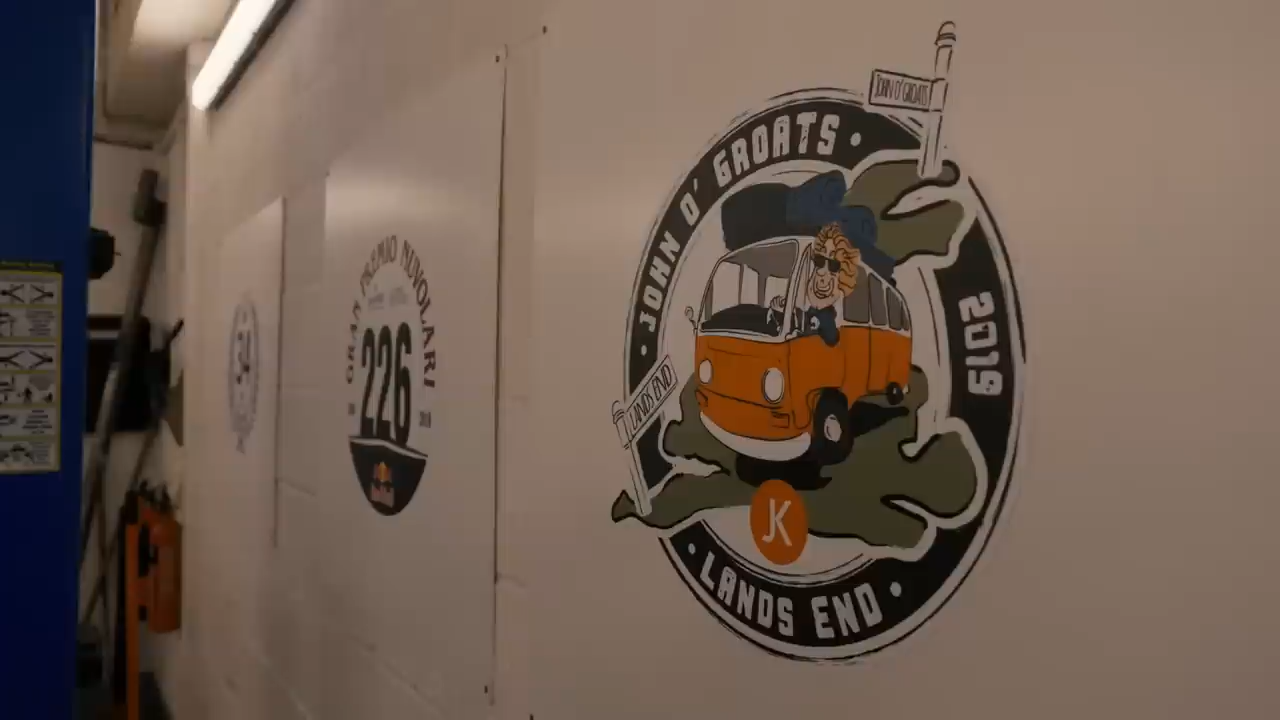 GRAN PREMIO NUVOLARI
226
JOHN O' GROATS
JOHN O' GROATS
2019
LANDS END
JK
LANDS END